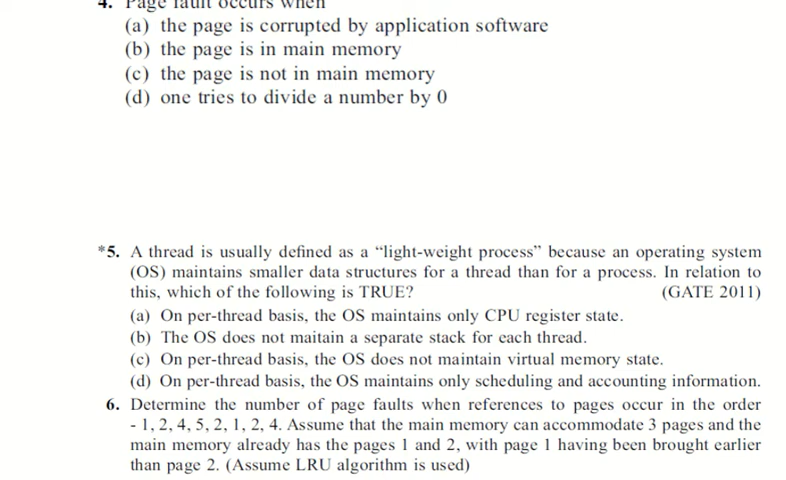 4. Page fault occurs when
(a) the page is corrupted by application software
(b) the page is in main memory
(c) the page is not in main memory
(d) one tries to divide a number by 0
*5. A thread is usually defined as a “light-weight process” because an operating system
(OS) maintains smaller data structures for a thread than for a process. In relation to
this, which of the following is TRUE? (GATE 2011)
(a) On per-thread basis, the OS maintains only CPU register state.
(b) The OS does not maitain a separate stack for each thread.
(c) On per-thread basis, the OS does not maintain virtual memory state.
(d) On per-thread basis, the OS maintains only scheduling and accounting information.
6. Determine the number of page faults when references to pages occur in the order
- 1, 2, 4, 5, 2, 1, 2, 4. Assume that the main memory can accommodate 3 pages and the
main memory already has the pages 1 and 2, with page 1 having been brought earlier
than page 2. (Assume LRU algorithm is used)